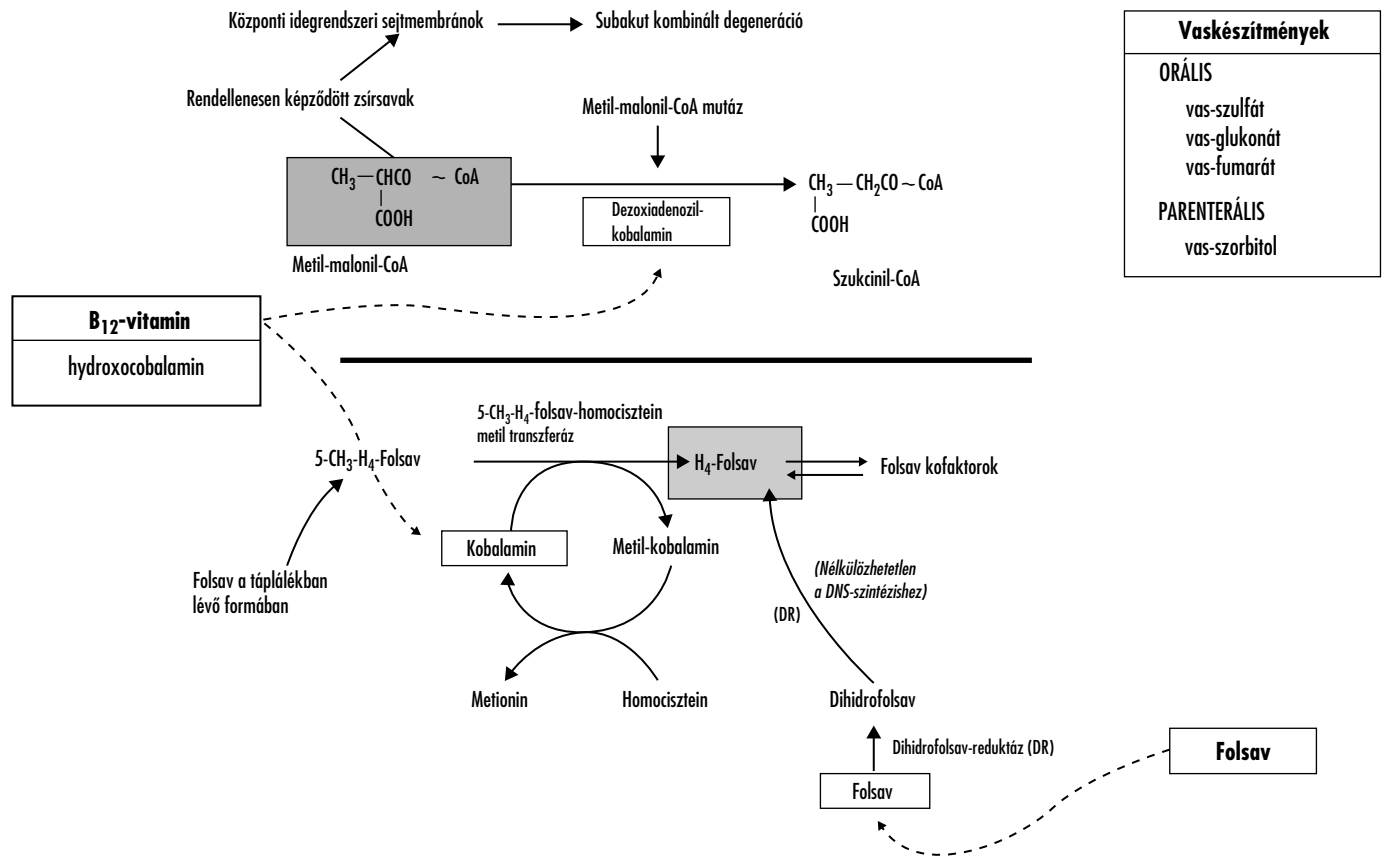 Központi idegrendszeri sejtmembránok
Subakut kombinált degeneráció
Rendellenesen képződött zsírsavak
Metil-malonil-CoA mutáz
CH₃—CHCO ~ CoA
COOH
Metil-malonil-CoA
Dezoxiadenozil-
kobalamin
CH₃—CH₂CO~CoA
COOH
Szukcinil-CoA
Vaskészítmények
ORÁLIS
vas-szulfát
vas-glukonát
vas-fumarát
PARENTERÁLIS
vas-szorbitol
B₁₂-vitamin
hydroxocobalamin
5-CH₃-H₄-folsav-homocisztein
metil transzferáz
5-CH₃-H₄-Folsav
H₄-Folsav
Folsav kofaktorok
Kobalamin
Metil-kobalamin
Folsav a táplálékban
lévő formában
(Nélkülözhetetlen
a DNS-szintézishez)
(DR)
Metionin
Homocisztein
Dihidrofolsav
Dihidrofolsav-reduktáz (DR)
Folsav
Folsav